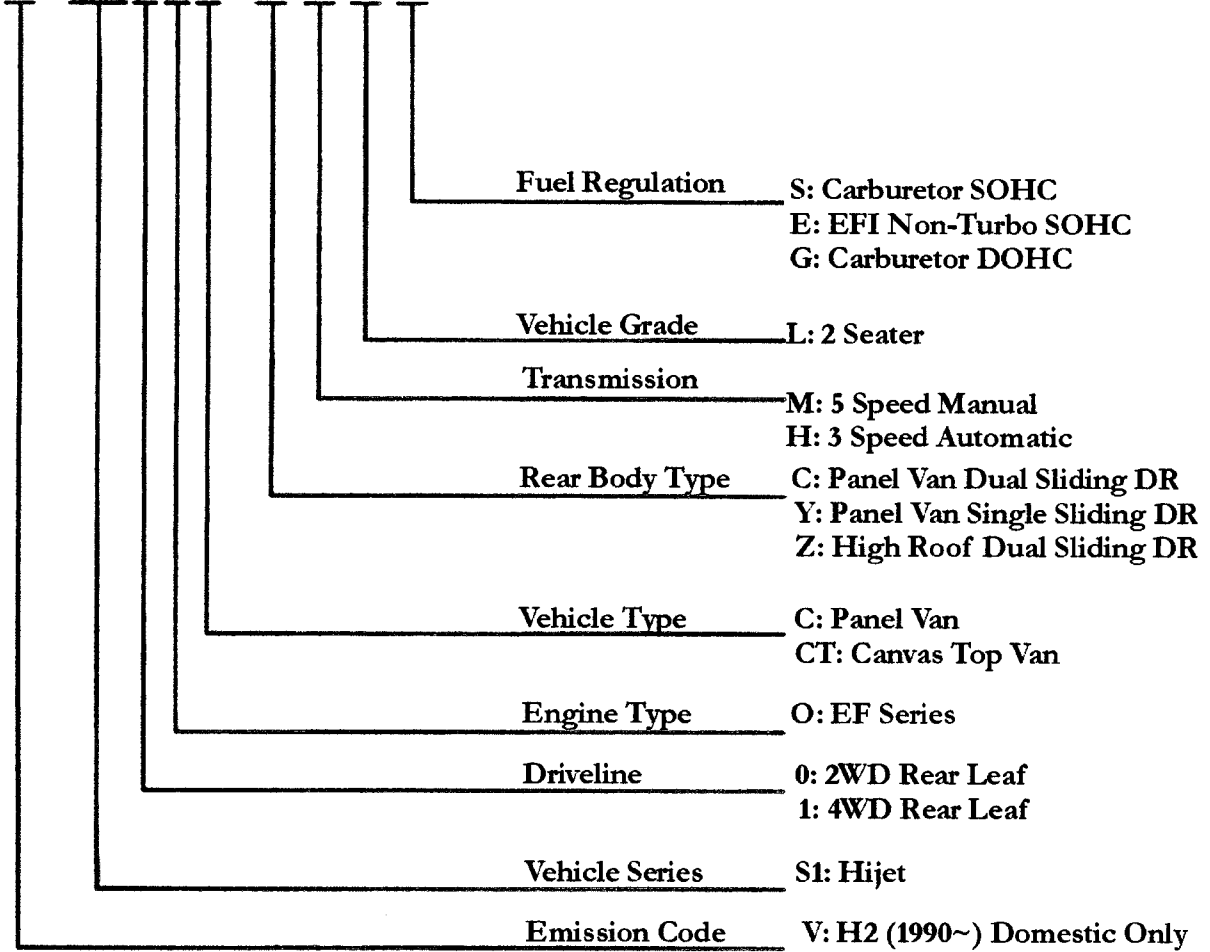 Fuel Regulation S: Carburetor SOHC
E: EFI Non-Turbo SOHC
G: Carburetor DOHC
Vehicle Grade L: 2 Seater
Transmission
M: 5 Speed Manual
H: 3 Speed Automatic
Rear Body Type C: Panel Van Dual Sliding DR
Y: Panel Van Single Sliding DR
Z: High Roof Dual Sliding DR
Vehicle Type C: Panel Van
CT: Canvas Top Van
Engine Type O: EF Series
Driveline 0: 2WD Rear Leaf
1: 4WD Rear Leaf
Vehicle Series S1: Hijet
Emission Code V: H2 (1990~) Domestic Only